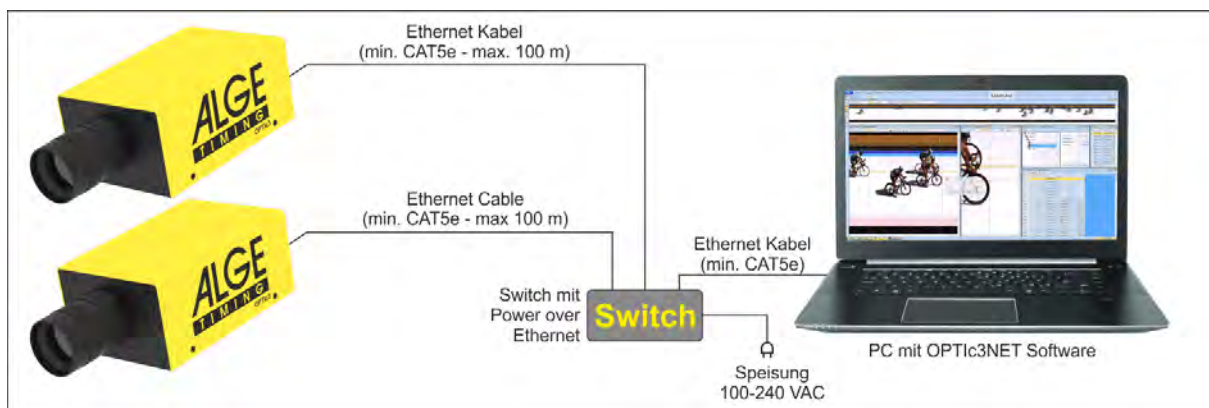 Ethernet Kabel
(min. CAT5e - max. 100 m)
ALGE
TIMING
OPTIc3
Ethernet Cable
(min. CAT5e - max 100 m)
ALGE
TIMING
OPTIc3
Ethernet Kabel
(min. CAT5e)
Switch mit
Power over
Ethernet
Switch
Speisung
100-240 VAC
PC mit OPTIc3NET Software